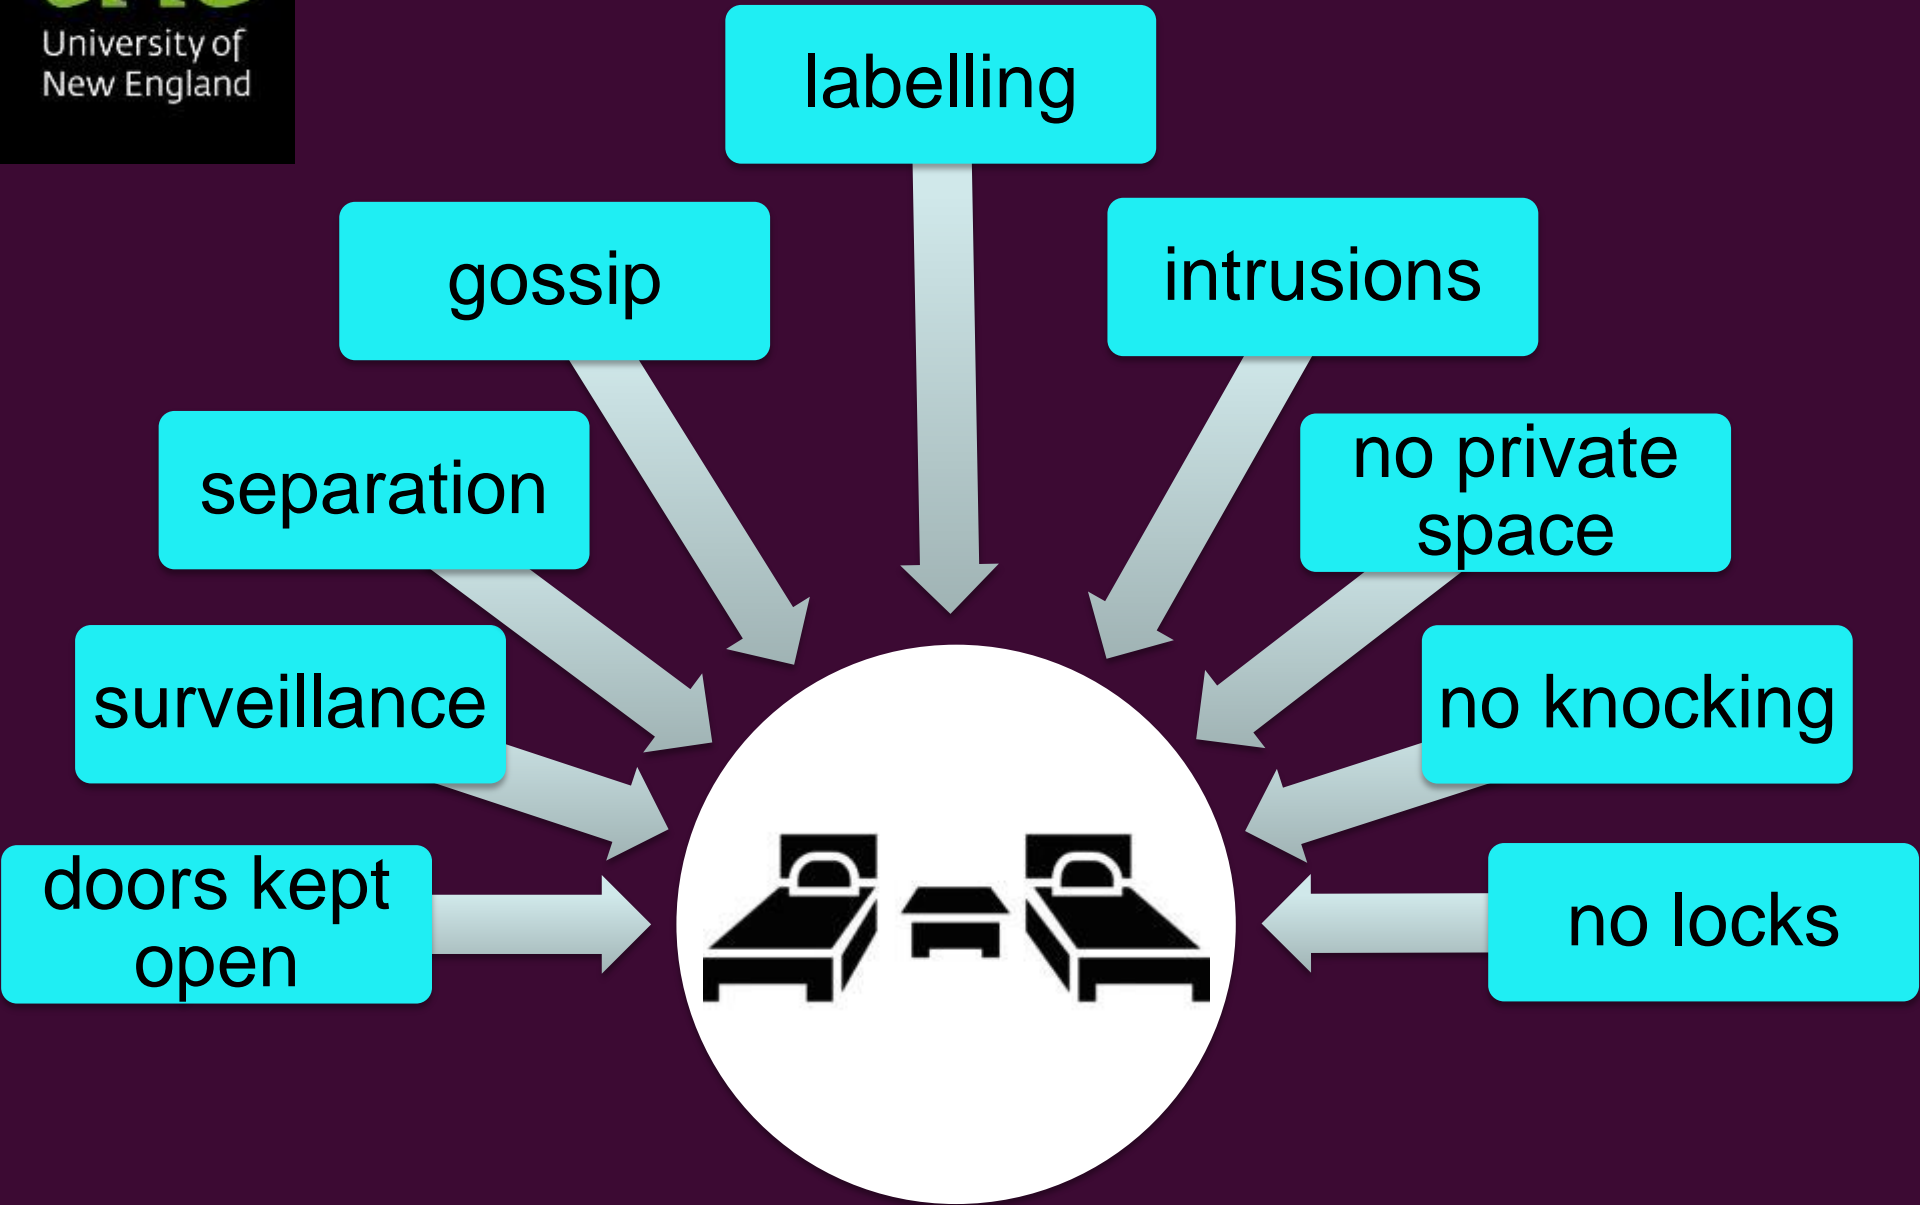 University of
New England
labelling
gossip
intrusions
separation
no private
space
surveillance
no knocking
doors kept
open
no locks